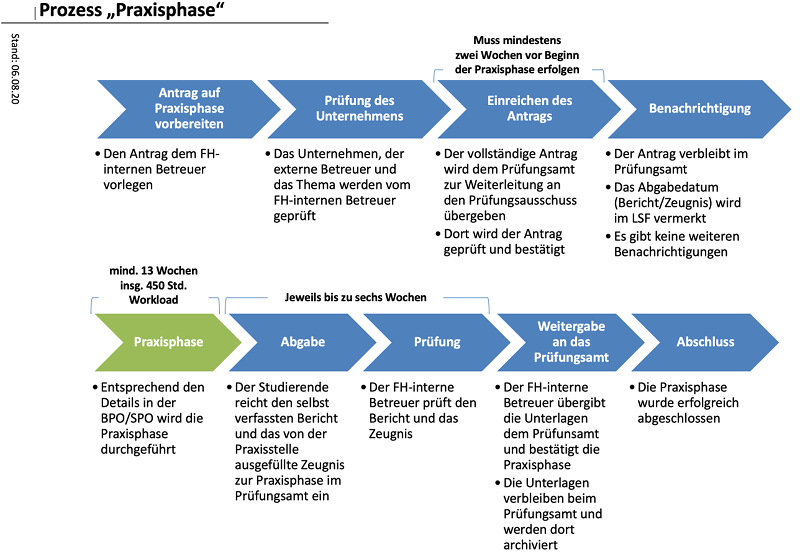 Prozess „Praxisphase“
Stand: 06.08.20
Muss mindestens
zwei Wochen vor Beginn
der Praxisphase erfolgen
Antrag auf
Praxisphase
vorbereiten
Prüfung des
Unternehmens
Einreichen des
Antrags
Benachrichtigung
• Den Antrag dem FH-
internen Betreuer
vorlegen
• Das Unternehmen, der
externe Betreuer und
das Thema werden vom
FH-internen Betreuer
geprüft
• Der vollständige Antrag
wird dem Prüfungsamt
zur Weiterleitung an
den Prüfungsausschuss
übergeben
• Dort wird der Antrag
geprüft und bestätigt
• Der Antrag verbleibt im
Prüfungsamt
• Das Abgabedatum
(Bericht/Zeugnis) wird
im LSF vermerkt
• Es gibt keine weiteren
Benachrichtigungen
mind. 13 Wochen
insg. 450 Std.
Workload
Jeweils bis zu sechs Wochen
Praxisphase
Abgabe
Prüfung
Weitergabe
an das
Prüfungsamt
Abschluss
• Entsprechend den
Details in der
BPO/SPO wird die
Praxisphase
durchgeführt
• Der Studierende
reicht den selbst
verfassten Bericht
und das von der
Praxisstelle
ausgefüllte Zeugnis
zur Praxisphase im
Prüfungsamt ein
• Der FH-interne
Betreuer prüft den
Bericht und das
Zeugnis
• Der FH-interne
Betreuer übergibt
die Unterlagen
dem Prüfunsamt
und bestätigt die
Praxisphase
• Die Unterlagen
verbleiben beim
Prüfungsamt und
werden dort
archiviert
• Die Praxisphase
wurde erfolgreich
abgeschlossen